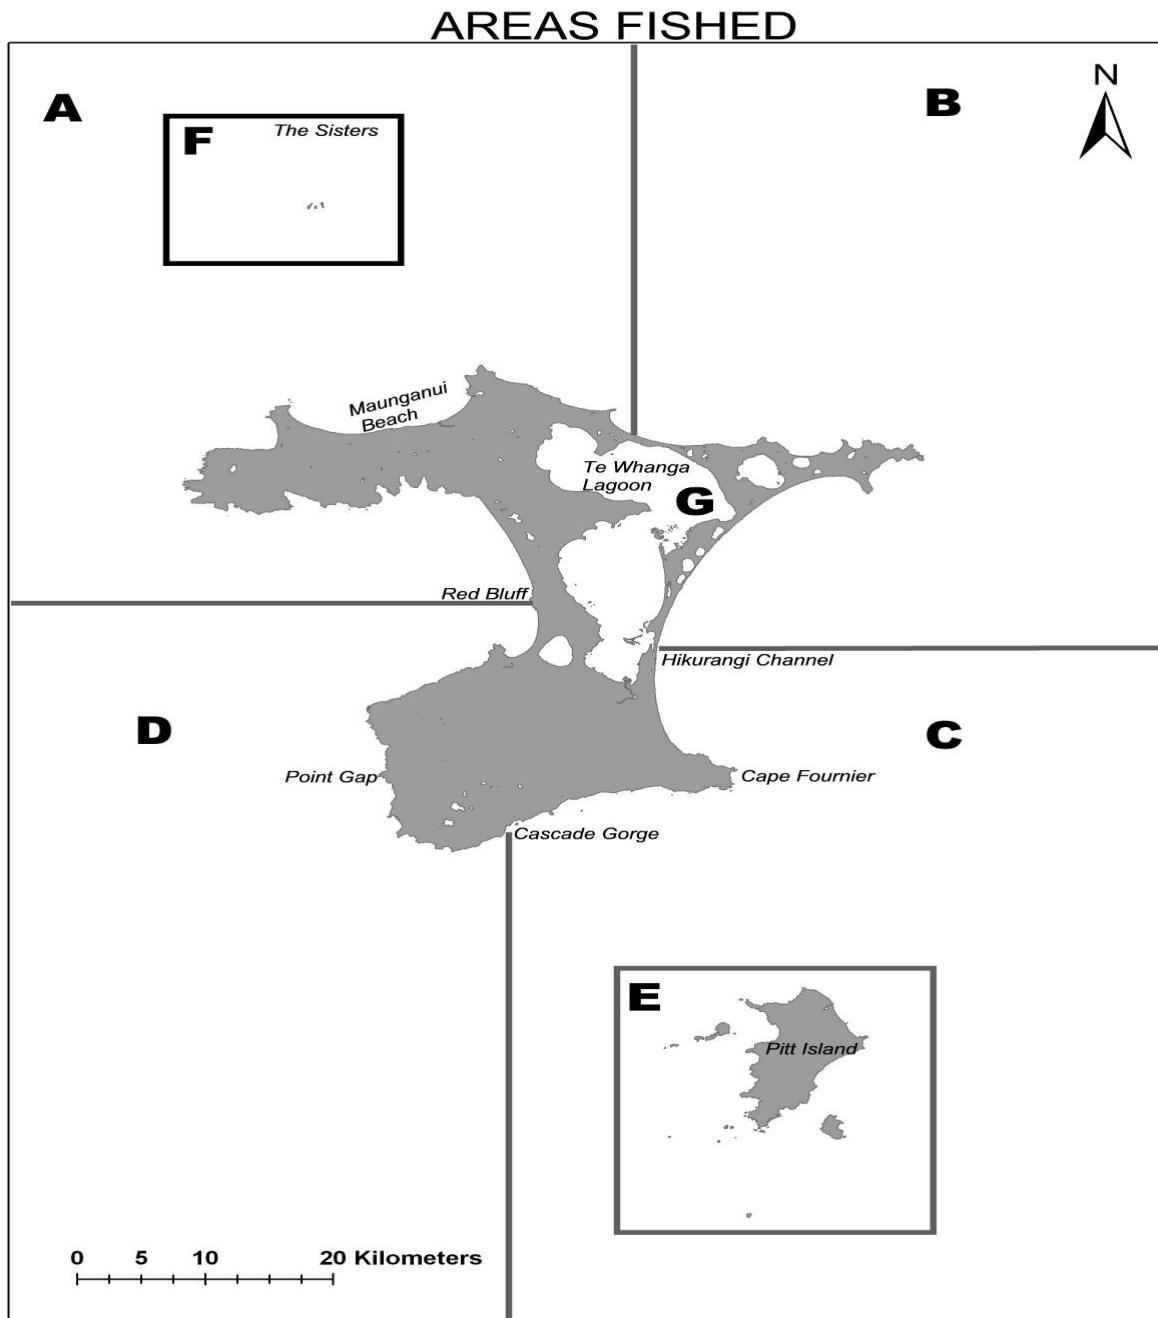 AREAS FISHED
N
A
B
F
The Sisters
Maunganui
Beach
Te Whanga
Lagoon
G
Red Bluff
Hikurangi Channel
D
C
Point Gap
Cape Fournier
Cascade Gorge
E
Pitt Island
0 5 10 20 Kilometers